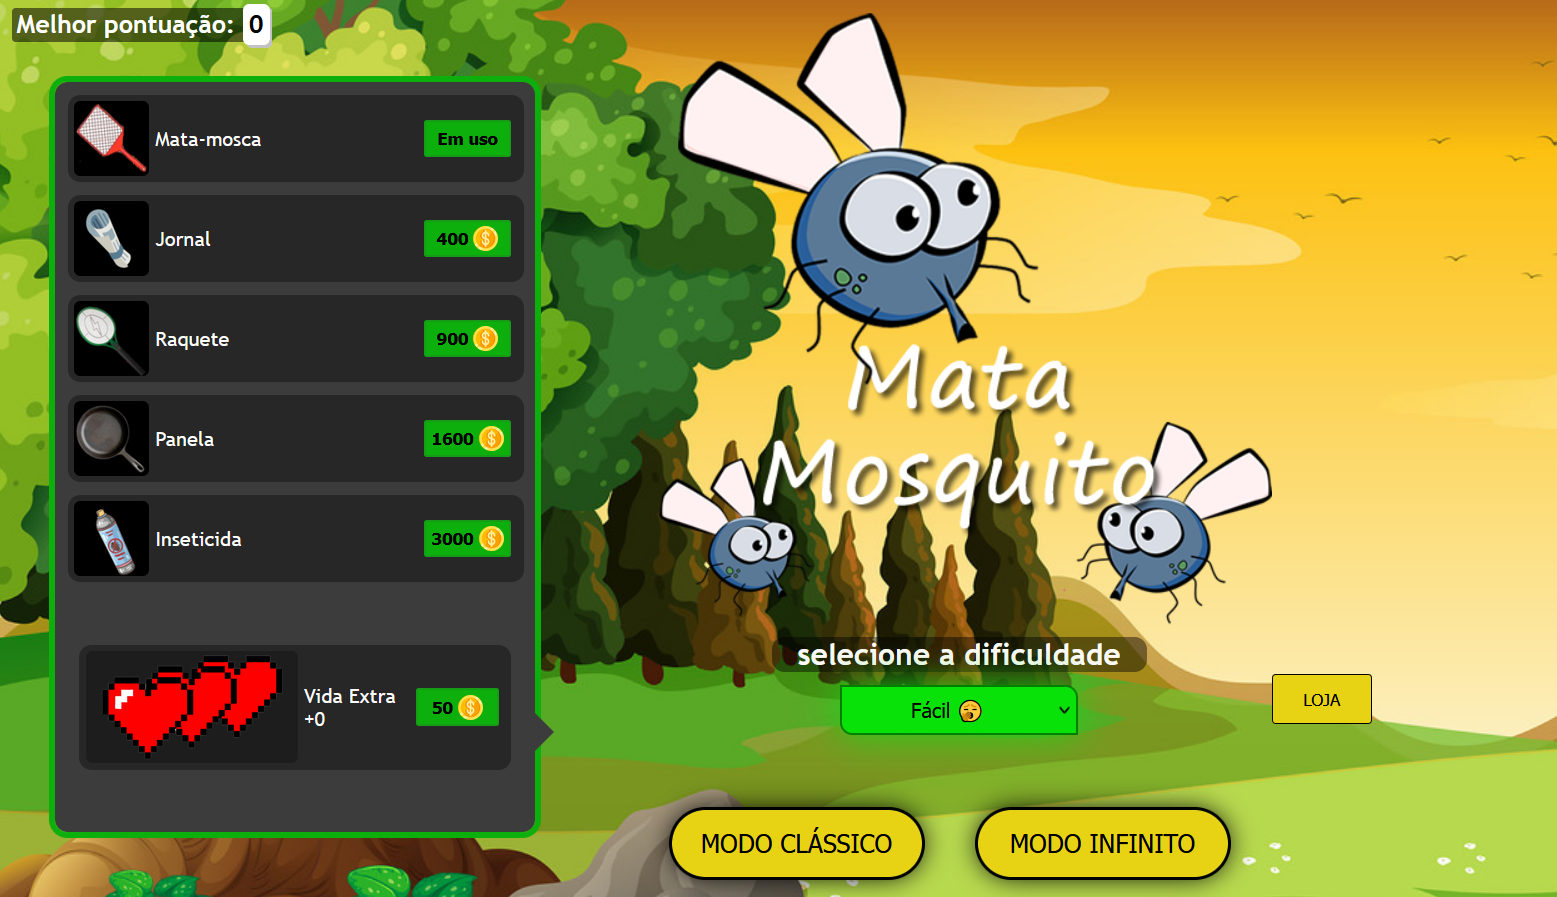 Melhor pontuação: 0
Mata-mosca
Em uso
Jornal
400
Raquete
900
Panela
1600
Inseticida
3000
Vida Extra
+0
50
Mata
Mosquito
selecione a dificuldade
Fácil 🥱
LOJA
MODO CLÁSSICO
MODO INFINITO